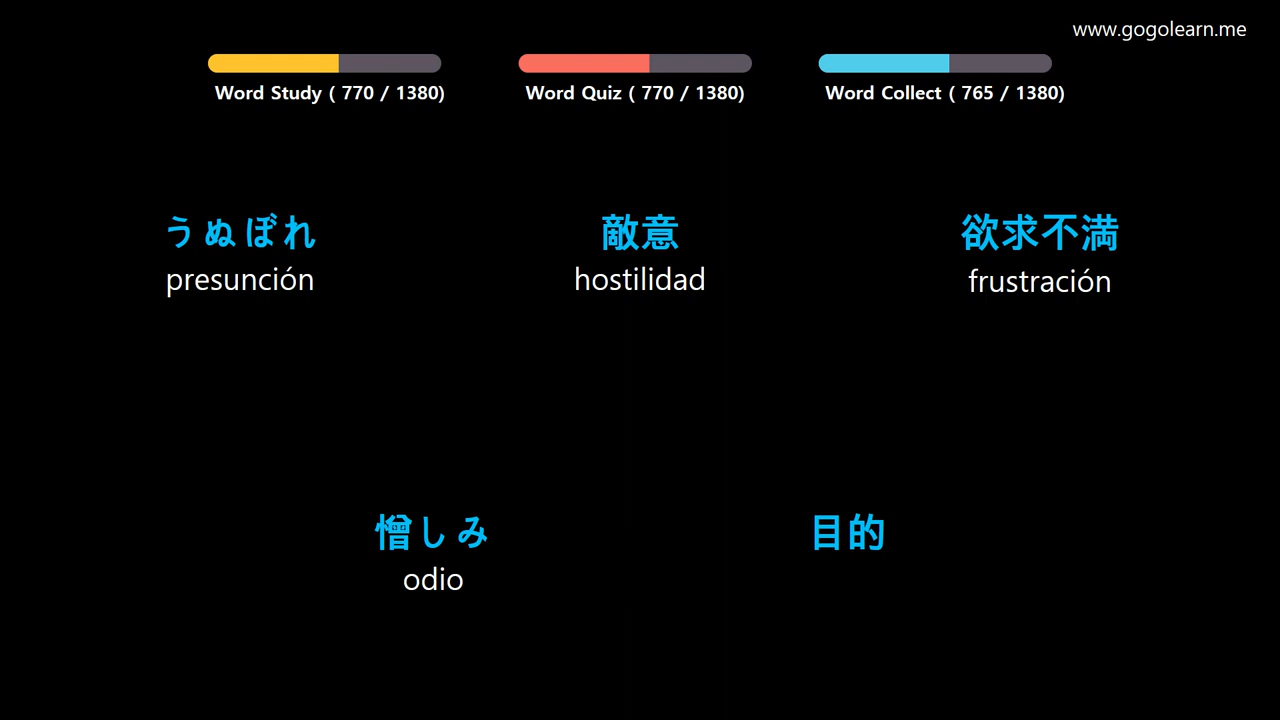 www.gogolearn.me
Word Study ( 770 / 1380)
Word Quiz ( 770 / 1380)
Word Collect ( 765 / 1380)
うぬぼれ
presunción
敵意
hostilidad
欲求不満
frustración
憎しみ
odio
目的